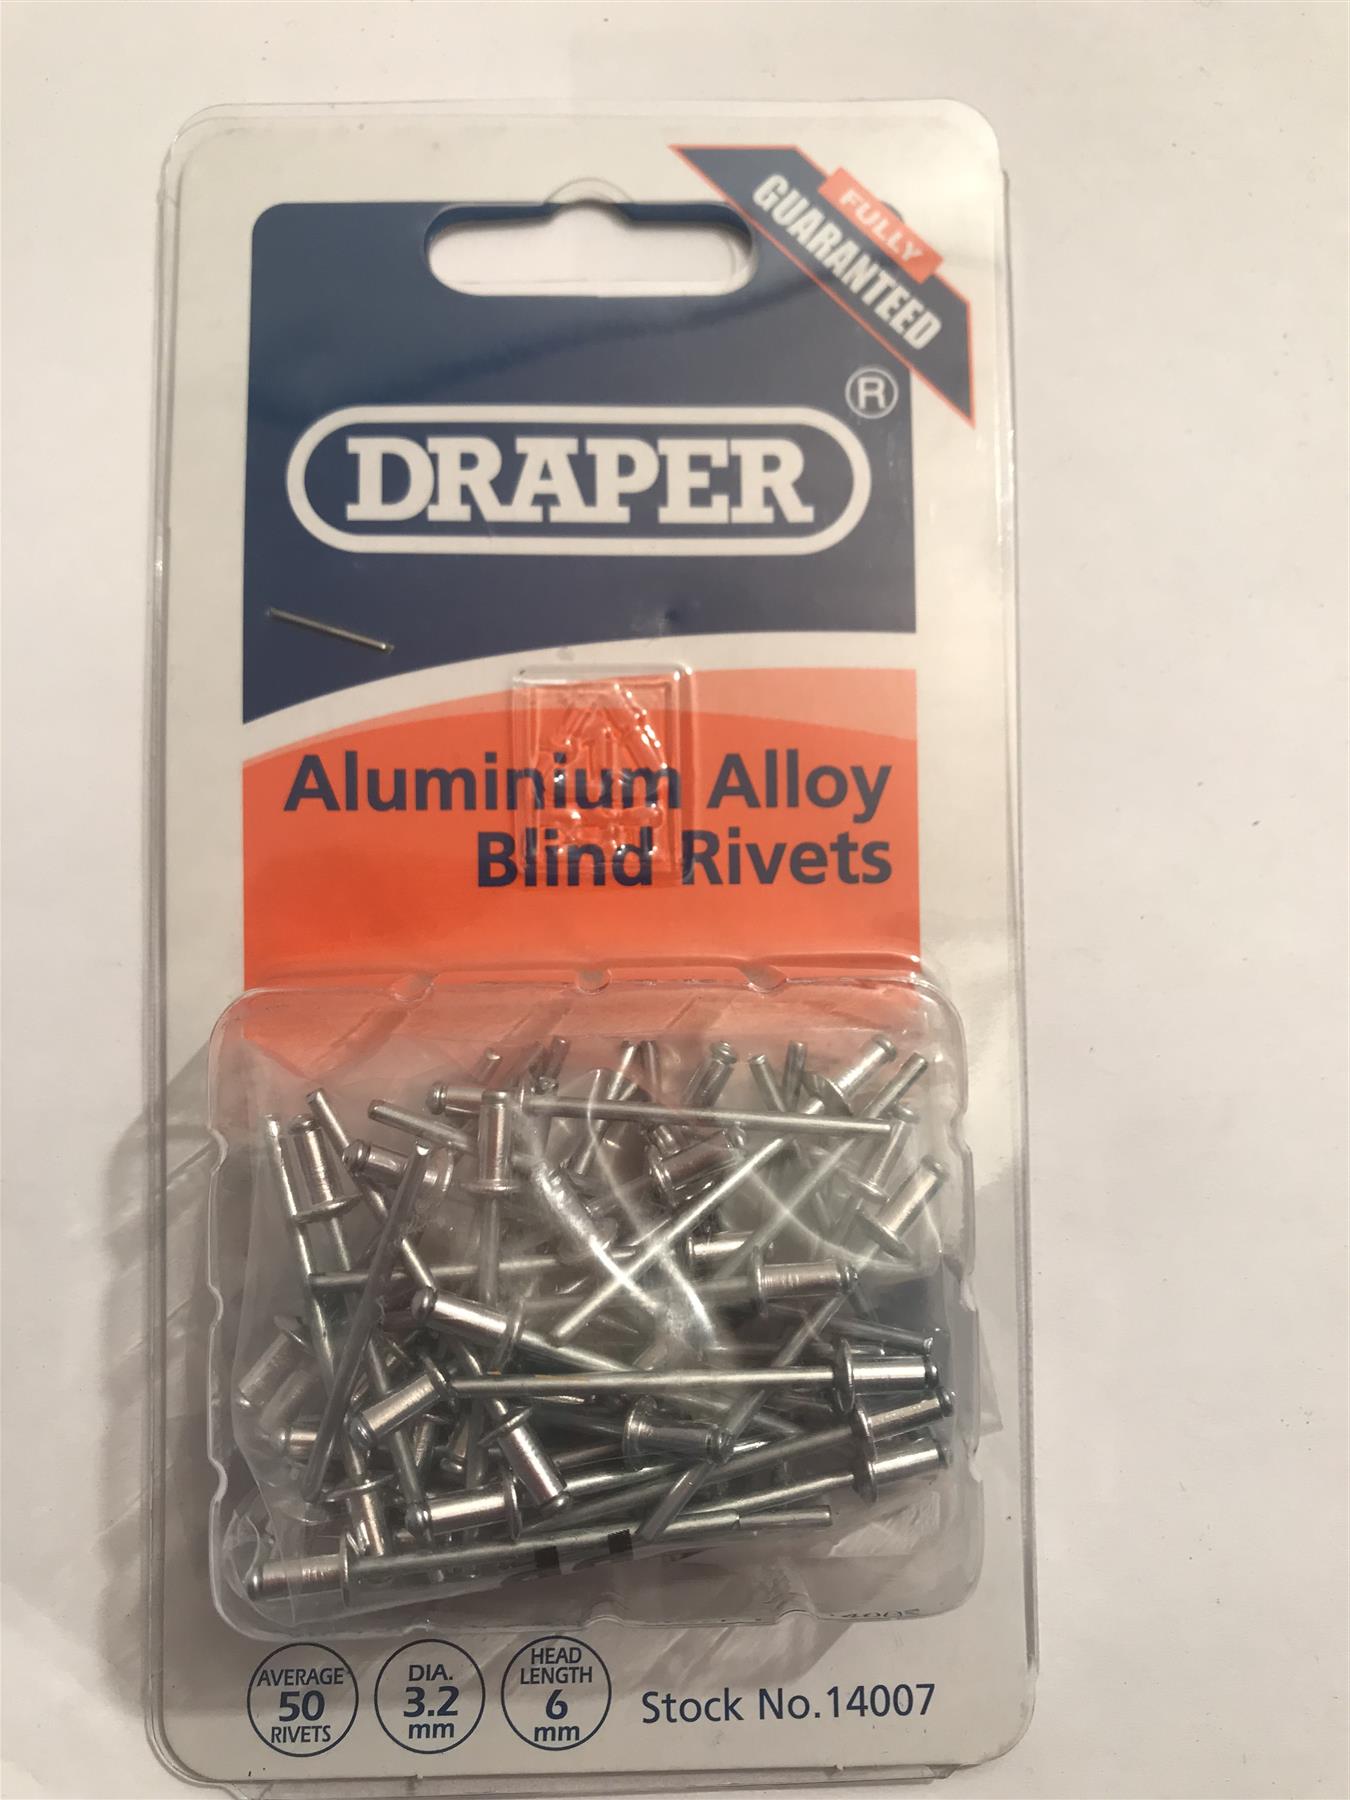 FULLY
GUARANTEED
DRAPER®
Aluminium Alloy
Blind Rivets
AVERAGE
50
RIVETS
DIA.
3.2
mm
HEAD
LENGTH
6
mm
Stock No.14007